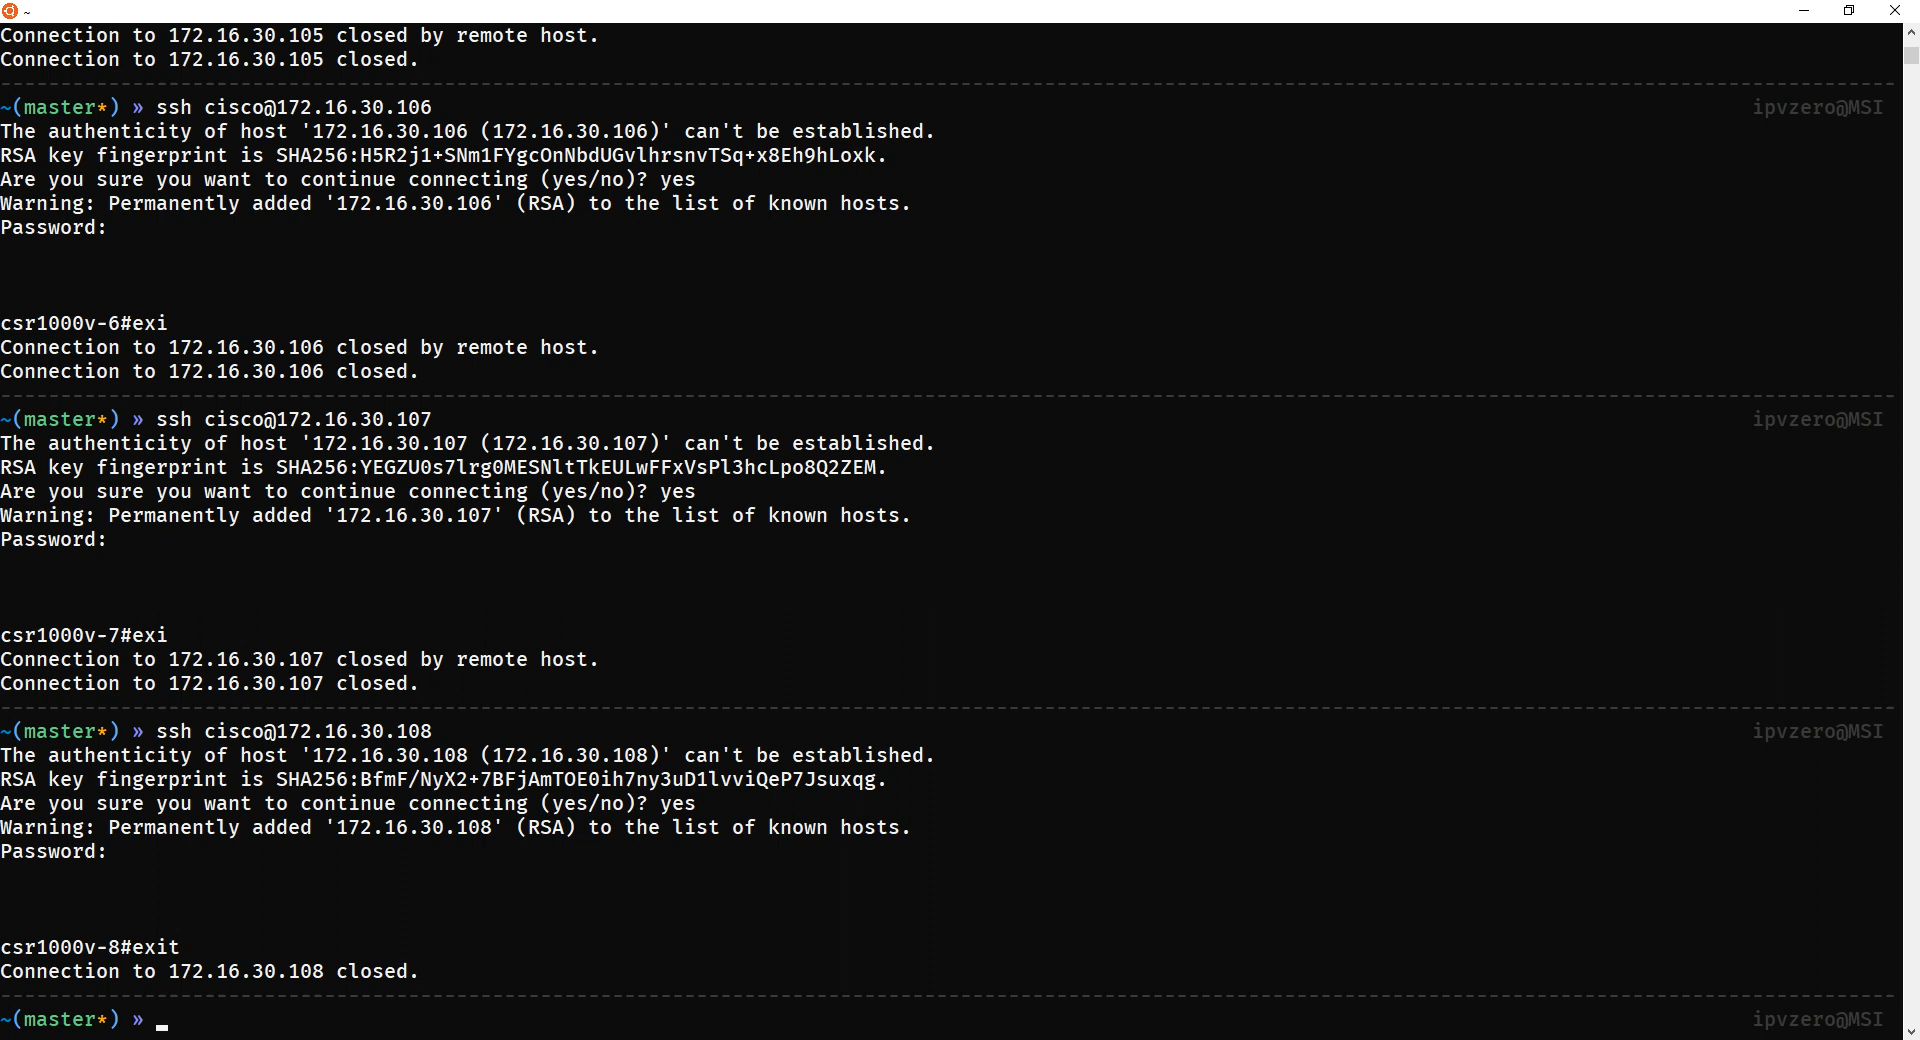 ~
Connection to 172.16.30.105 closed by remote host.
Connection to 172.16.30.105 closed.
~(master*) » ssh cisco@172.16.30.106 ipvzero@MSI
The authenticity of host '172.16.30.106 (172.16.30.106)' can't be established.
RSA key fingerprint is SHA256:H5R2j1+SNm1FYgcOnNbdUGvlhrsnvTSq+x8Eh9hLoxk.
Are you sure you want to continue connecting (yes/no)? yes
Warning: Permanently added '172.16.30.106' (RSA) to the list of known hosts.
Password:
csr1000v-6#exi
Connection to 172.16.30.106 closed by remote host.
Connection to 172.16.30.106 closed.
~(master*) » ssh cisco@172.16.30.107 ipvzero@MSI
The authenticity of host '172.16.30.107 (172.16.30.107)' can't be established.
RSA key fingerprint is SHA256:YEGZU0s7lrg0MESNltTkEULwFFxVsPl3hcLpo8Q2ZEM.
Are you sure you want to continue connecting (yes/no)? yes
Warning: Permanently added '172.16.30.107' (RSA) to the list of known hosts.
Password:
csr1000v-7#exi
Connection to 172.16.30.107 closed by remote host.
Connection to 172.16.30.107 closed.
~(master*) » ssh cisco@172.16.30.108 ipvzero@MSI
The authenticity of host '172.16.30.108 (172.16.30.108)' can't be established.
RSA key fingerprint is SHA256:BfmF/NyX2+7BFjAmTOE0ih7ny3uD1lvviQeP7Jsuxqg.
Are you sure you want to continue connecting (yes/no)? yes
Warning: Permanently added '172.16.30.108' (RSA) to the list of known hosts.
Password:
csr1000v-8#exit
Connection to 172.16.30.108 closed.
~(master*) » ipvzero@MSI